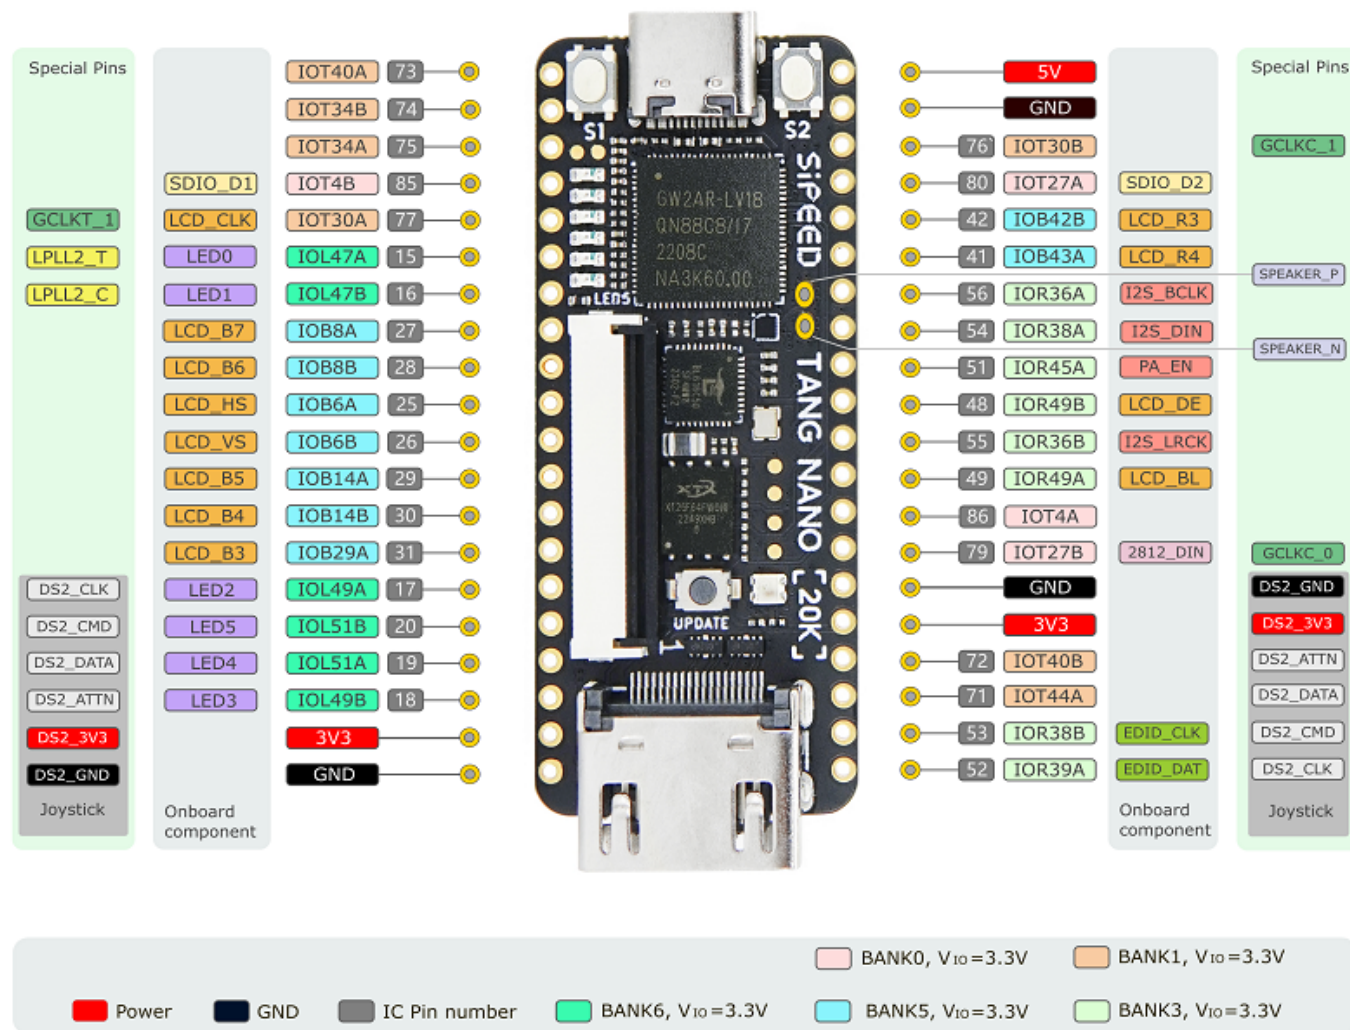 Special Pins
IOT40A 73
IOT34B 74
IOT34A 75
SDIO_D1 IOT4B 85
GCLKT_1 LCD_CLK IOT30A 77
LPLL2_T LED0 IOL47A 15
LPLL2_C LED1 IOL47B 16
LCD_B7 IOB8A 27
LCD_B6 IOB8B 28
LCD_HS IOB6A 25
LCD_VS IOB6B 26
LCD_B5 IOB14A 29
LCD_B4 IOB14B 30
LCD_B3 IOB29A 31
DS2_CLK LED2 IOL49A 17
DS2_CMD LED5 IOL51B 20
DS2_DATA LED4 IOL51A 19
DS2_ATTN LED3 IOL49B 18
DS2_3V3 3V3
DS2_GND GND
Joystick
Onboard
component
S1
S2
SiPEED
GW2AR-LV18
QN88C8/I7
2208C
NA3K60.00
LEDS
TANG NANO
[20K]
UPDATE
1
5V
GND
Special Pins
76 IOT30B GCLKC_1
80 IOT27A SDIO_D2
42 IOB42B LCD_R3
41 IOB43A LCD_R4
SPEAKER_P
56 IOR36A I2S_BCLK
54 IOR38A I2S_DIN
SPEAKER_N
51 IOR45A PA_EN
48 IOR49B LCD_DE
55 IOR36B I2S_LRCK
49 IOR49A LCD_BL
86 IOT4A
79 IOT27B 2812_DIN GCLKC_0
GND DS2_GND
3V3 DS2_3V3
72 IOT40B DS2_ATTN
71 IOT44A DS2_DATA
53 IOR38B EDID_CLK DS2_CMD
52 IOR39A EDID_DAT DS2_CLK
Onboard
component
Joystick
BANK0, VIO=3.3V
BANK1, VIO=3.3V
Power
GND
IC Pin number
BANK6, VIO=3.3V
BANK5, VIO=3.3V
BANK3, VIO=3.3V